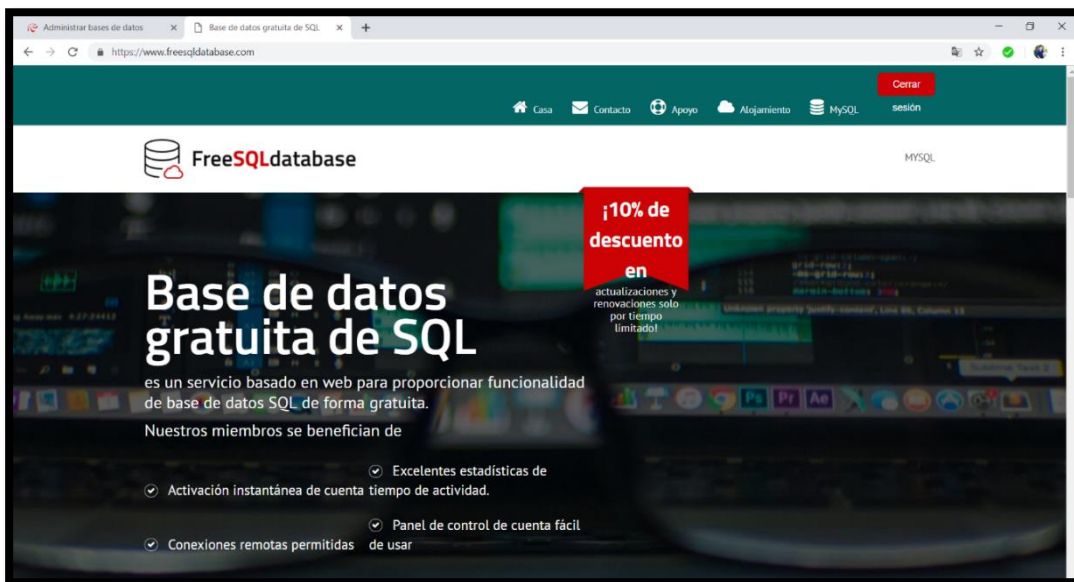 Administrar bases de datos
Base de datos gratuita de SQL
https://www.freesqldatabase.com
Cerrar
Casa Contacto Apoyo Alojamiento MySQL sesión
FreeSQLdatabase
MYSQL
¡10% de
descuento
en
actualizaciones y
renovaciones solo
por tiempo
limitado!
Base de datos
gratuita de SQL
es un servicio basado en web para proporcionar funcionalidad
de base de datos SQL de forma gratuita.
Nuestros miembros se benefician de
Excelentes estadísticas de
Activación instantánea de cuenta tiempo de actividad.
Panel de control de cuenta fácil
Conexiones remotas permitidas de usar